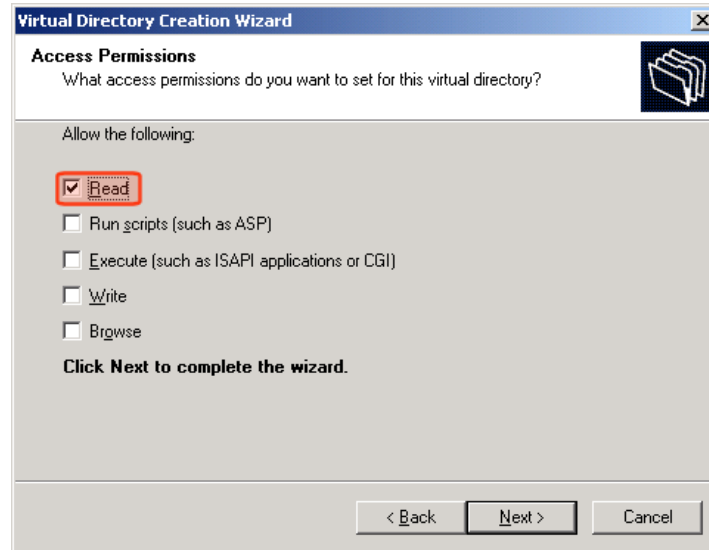 Virtual Directory Creation Wizard
Access Permissions
What access permissions do you want to set for this virtual directory?
Allow the following:
Read
Run scripts (such as ASP)
Execute (such as ISAPI applications or CGI)
Write
Browse
Click Next to complete the wizard.
< Back
Next >
Cancel